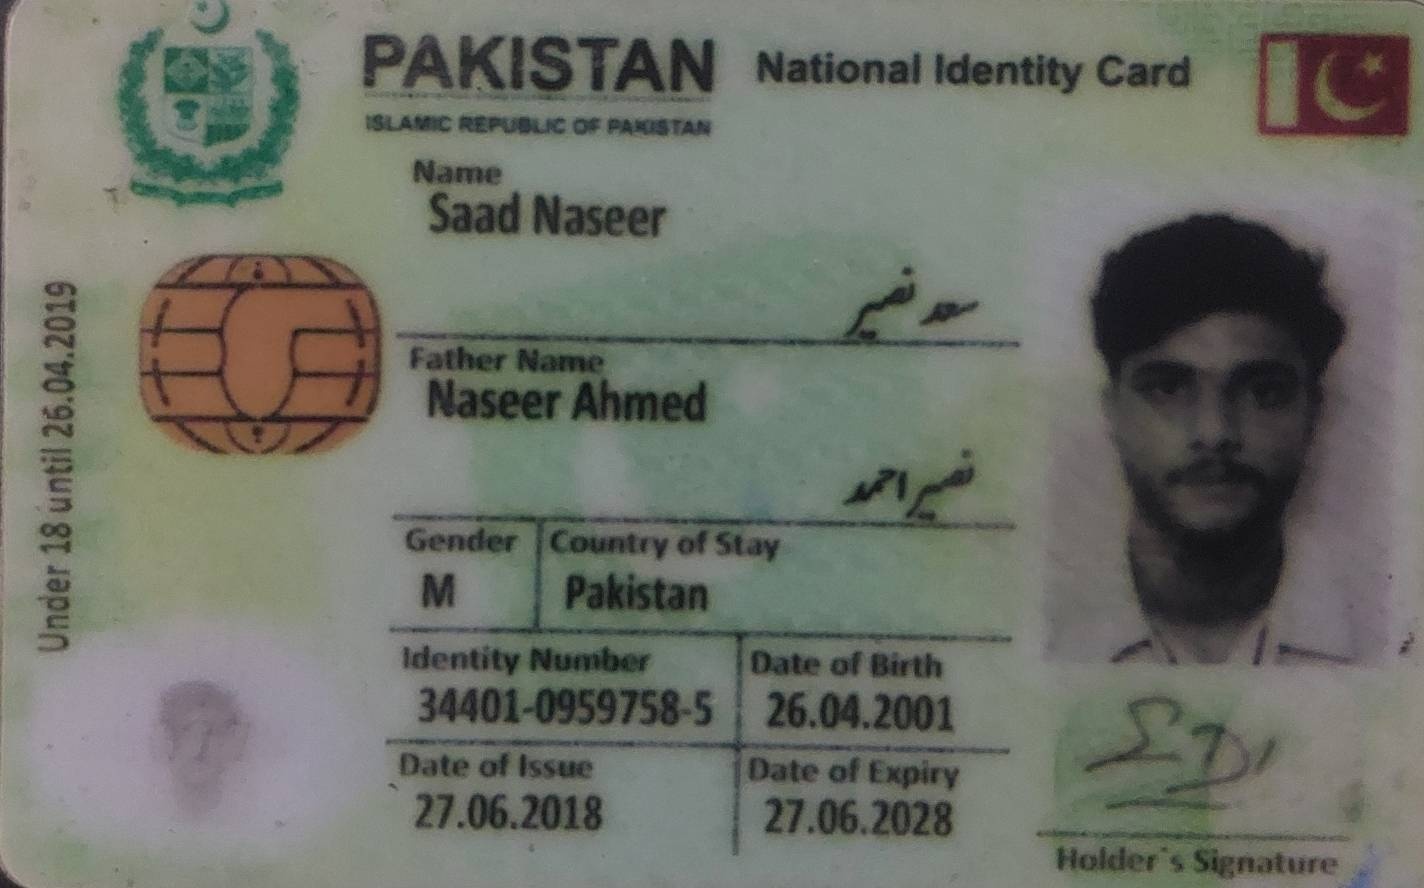 PAKISTAN National Identity Card
ISLAMIC REPUBLIC OF PAKISTAN
Name
Saad Naseer
سعد نصیر
Father Name
Naseer Ahmed
نصیر احمد
Gender Country of Stay
M Pakistan
Identity Number Date of Birth
34401-0959758-5 26.04.2001
Date of Issue Date of Expiry
27.06.2018 27.06.2028
Holder's Signature
Under 18 until 26.04.2019